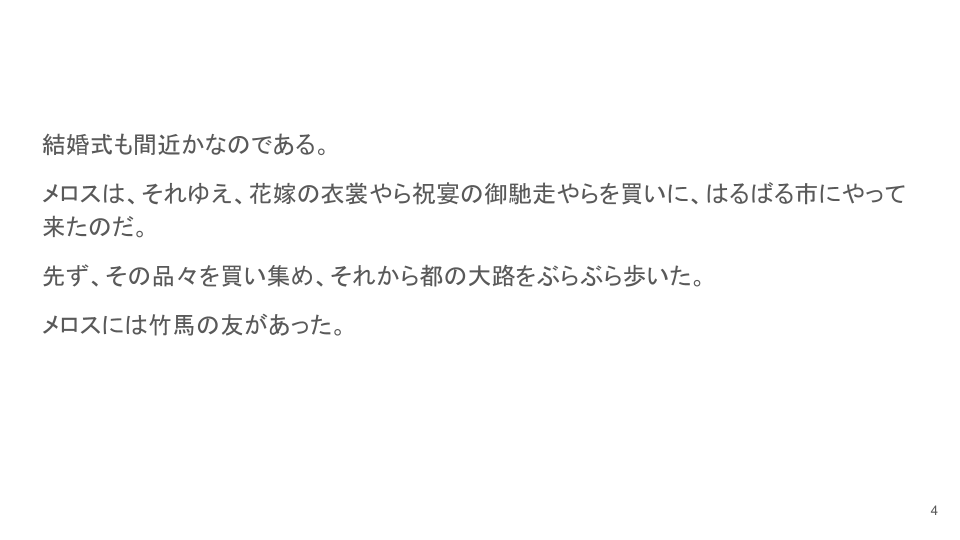 結婚式も間近かなのである。
メロスは、それゆえ、花嫁の衣裳やら祝宴の御馳走やらを買いに、はるばる市にやって
来たのだ。
先ず、その品々を買い集め、それから都の大路をぶらぶら歩いた。
メロスには竹馬の友があった。
4